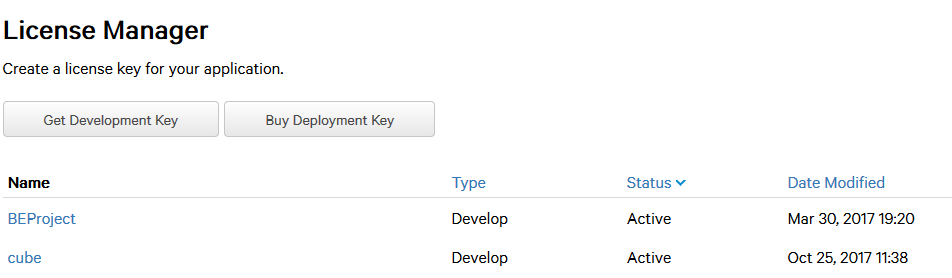 License Manager
Create a license key for your application.
Get Development Key Buy Deployment Key
Name Type Status Date Modified
BEProject Develop Active Mar 30, 2017 19:20
cube Develop Active Oct 25, 2017 11:38